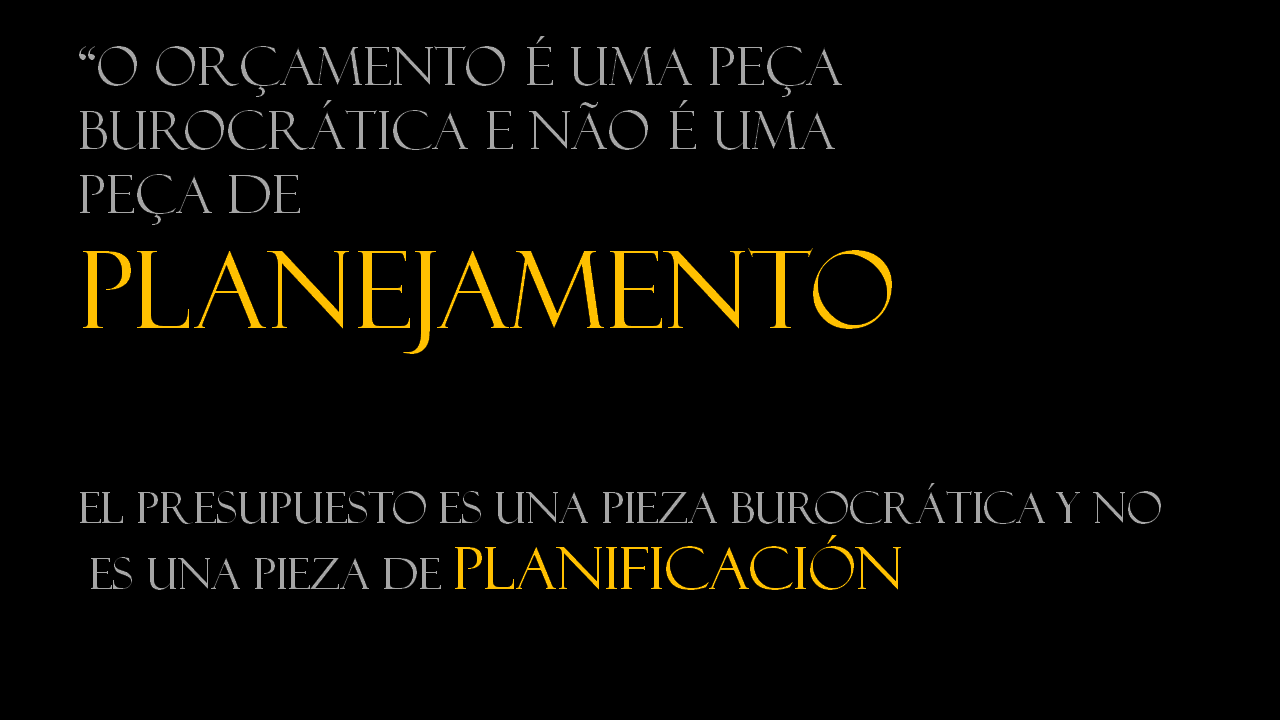 “O ORÇAMENTO É UMA PEÇA
BUROCRÁTICA E NÃO É UMA
PEÇA DE
PLANEJAMENTO
EL PRESUPUESTO ES UNA PIEZA BUROCRÁTICA Y NO
ES UNA PIEZA DE PLANIFICACIÓN